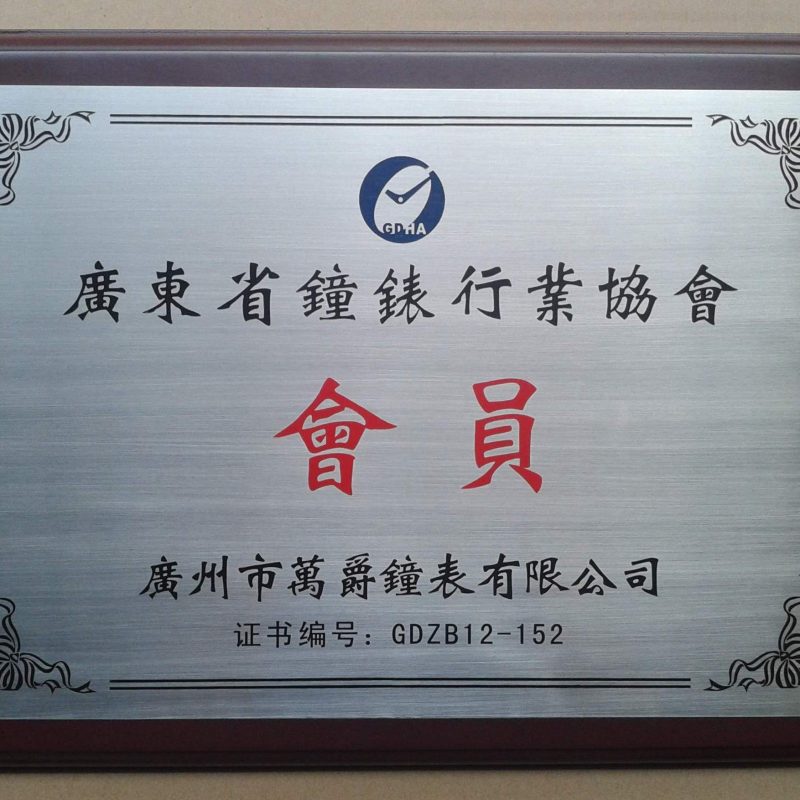 GDHA
廣東省鐘錶行業協會
會員
廣州市萬爵鐘表有限公司
证书编号：GDZB12-152